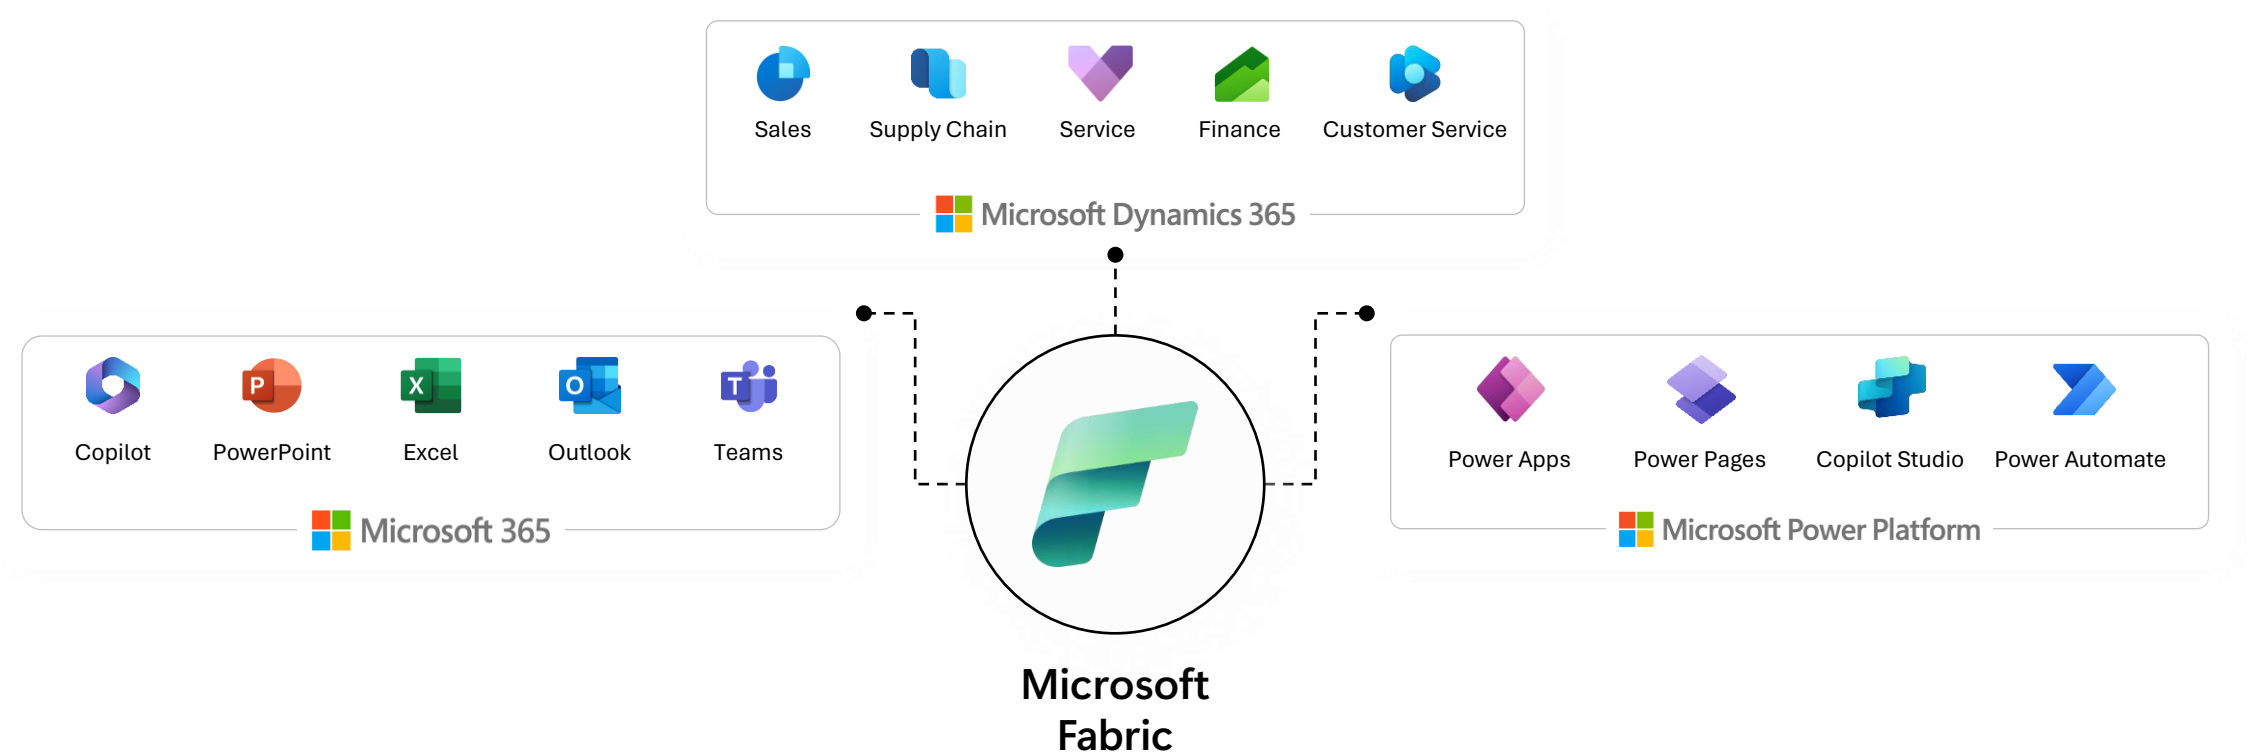 Sales Supply Chain Service Finance Customer Service
Microsoft Dynamics 365
Copilot PowerPoint Excel Outlook Teams
Microsoft 365
Power Apps Power Pages Copilot Studio Power Automate
Microsoft Power Platform
Microsoft
Fabric